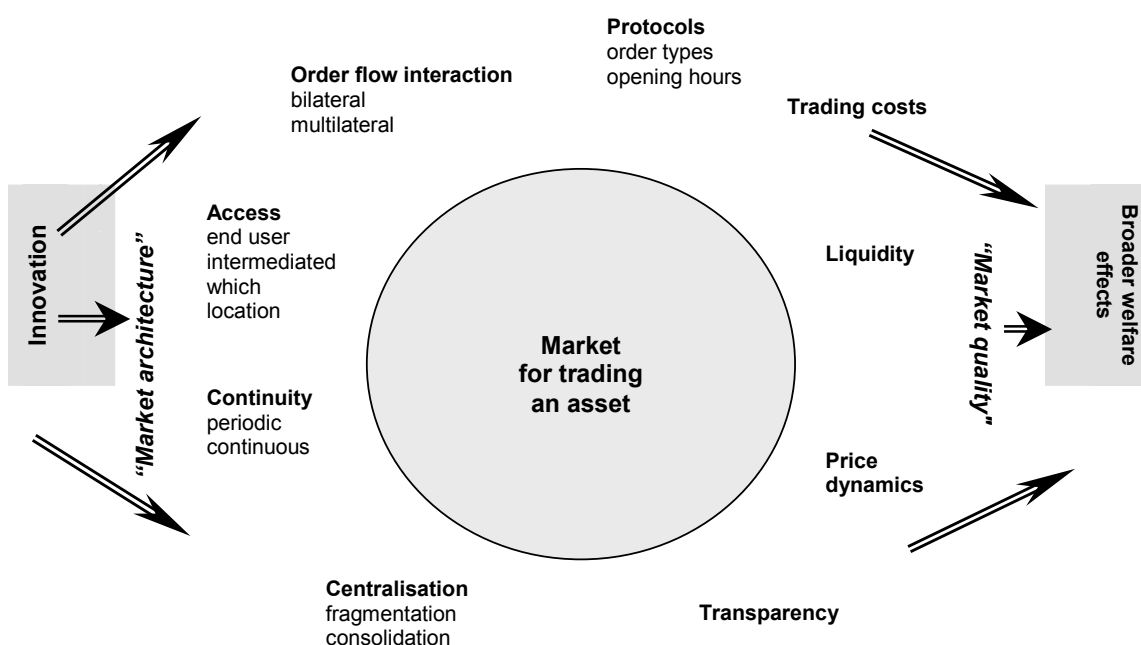 Protocols
order types
opening hours
Order flow interaction
bilateral
multilateral
Trading costs
Innovation
“Market architecture”
Access
end user
intermediated
which
location
Continuity
periodic
continuous
Market
for trading
an asset
Liquidity
Price
dynamics
“Market quality”
Broader welfare
effects
Centralisation
fragmentation
consolidation
Transparency